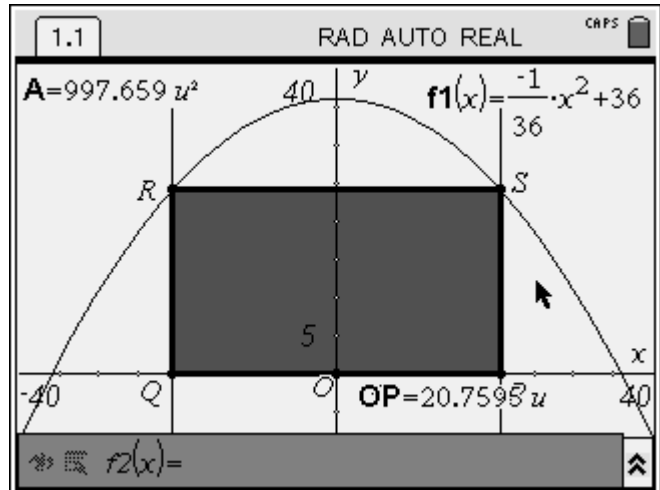 1.1 RAD AUTO REAL CAPS
A=997.659 u²
40
y
f1(x)=-1/36·x²+36
R
S
5
x
-40
Q
O
OP=20.7598 u
40
f2(x)=